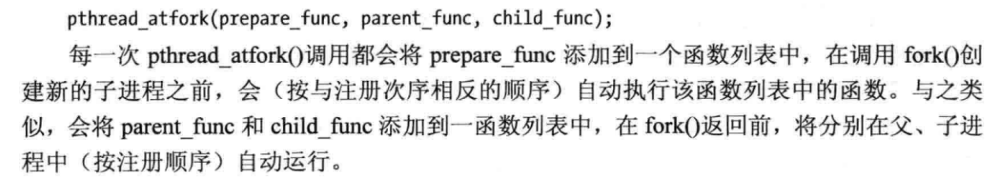 pthread_atfork(prepare_func, parent_func, child_func);
每一次 pthread_atfork()调用都会将 prepare_func 添加到一个函数列表中，在调用 fork()创
建新的子进程之前，会（按与注册次序相反的顺序）自动执行该函数列表中的函数。与之类
似，会将 parent_func 和 child_func 添加到一函数列表中，在 fork()返回前，将分别在父、子进
程中（按注册顺序）自动运行。